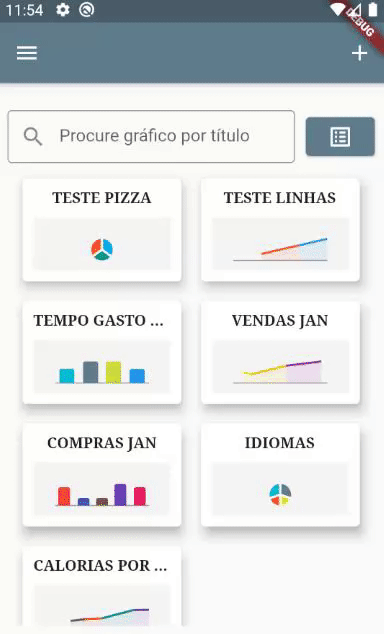 11:54
DEBUG
Procure gráfico por título
TESTE PIZZA
TESTE LINHAS
TEMPO GASTO ...
VENDAS JAN
COMPRAS JAN
IDIOMAS
CALORIAS POR ...